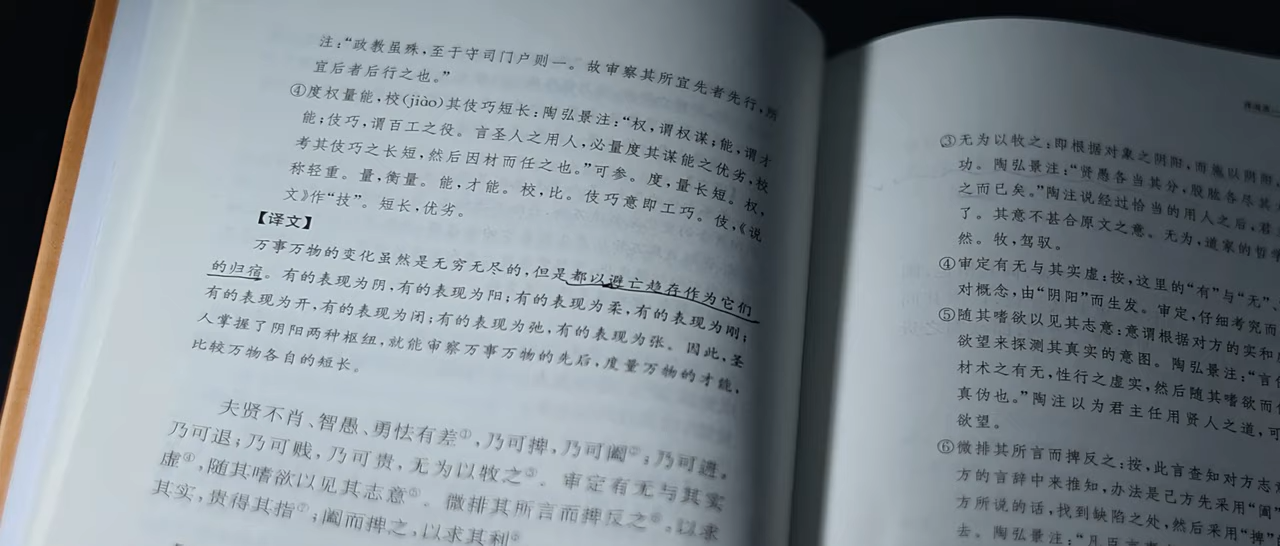 注：“政教虽殊，至于守司门户则一。故审察其所宜先者先行，所
宜后者后行之也。”
④度权量能，校(jiào)其伎巧短长：陶弘景注：“权，谓权谋；能，谓才
能；伎巧，谓百工之役。言圣人之用人，必量度其谋能之优劣，校
考其伎巧之长短，然后因材而任之也。”可参。度，量长短。权，
称轻重。量，衡量。能，才能。校，比。伎巧意即工巧。伎，《说
文》作“技”。短长，优劣。
【译文】
万事万物的变化虽然是无穷无尽的，但是都以避亡趋存作为它们
的归宿。有的表现为阴，有的表现为阳；有的表现为柔，有的表现为刚；
有的表现为开，有的表现为闭；有的表现为弛，有的表现为张。因此，圣
人掌握了阴阳两种枢纽，就能审察万事万物的先后，度量万物的才能，
比较万物各自的短长。
夫贤不肖、智愚、勇怯有差①，乃可捭，乃可阖②；乃可进，
乃可退；乃可贱，乃可贵，无为以牧之③。审定有无与其实
虚④，随其嗜欲以见其志意⑤。微排其所言而捭反之⑥，以求
其实，贵得其指⑦；阖而捭之，以求其利
③无为以牧之：即根据对象之阴阳，而施以阴阳
功。陶弘景注：“贤愚各当其分，股肱各尽其
之而已矣。”陶注说经过恰当的用人之后，君
了。其意不甚合原文之意。无为，道家的哲学
然。牧，驾驭。
④审定有无与其实虚：按，这里的“有”与“无”、
对概念，由“阴阳”而生发。审定，仔细考究而
⑤随其嗜欲以见其志意：意谓根据对方的实和
欲望来探测其真实的意图。陶弘景注：“言
材术之有无，性行之虚实，然后随其嗜欲而
真伪也。”陶注以为君主任用贤人之道，可
欲望。
⑥微排其所言而捭反之：按，此言查知对方志
方的言辞中来推知，办法是己方先采用“阖”
方所说的话，找到缺陷之处，然后采用“捭”
去。陶弘景注：“凡言